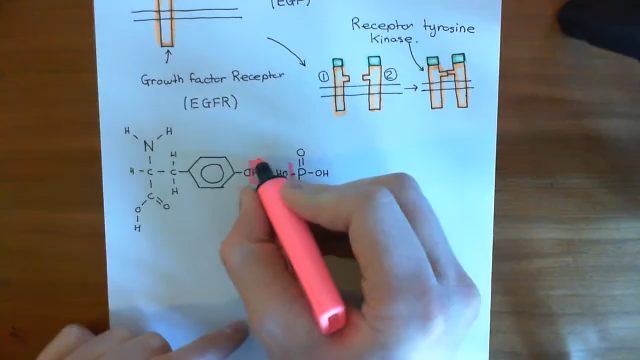 (EGF)
Receptor tyrosine
kinase.
Growth factor Receptor
(EGFR)
① ②
H H
N
H O
H - C - C - HO - P - OH
H
C
O O
H